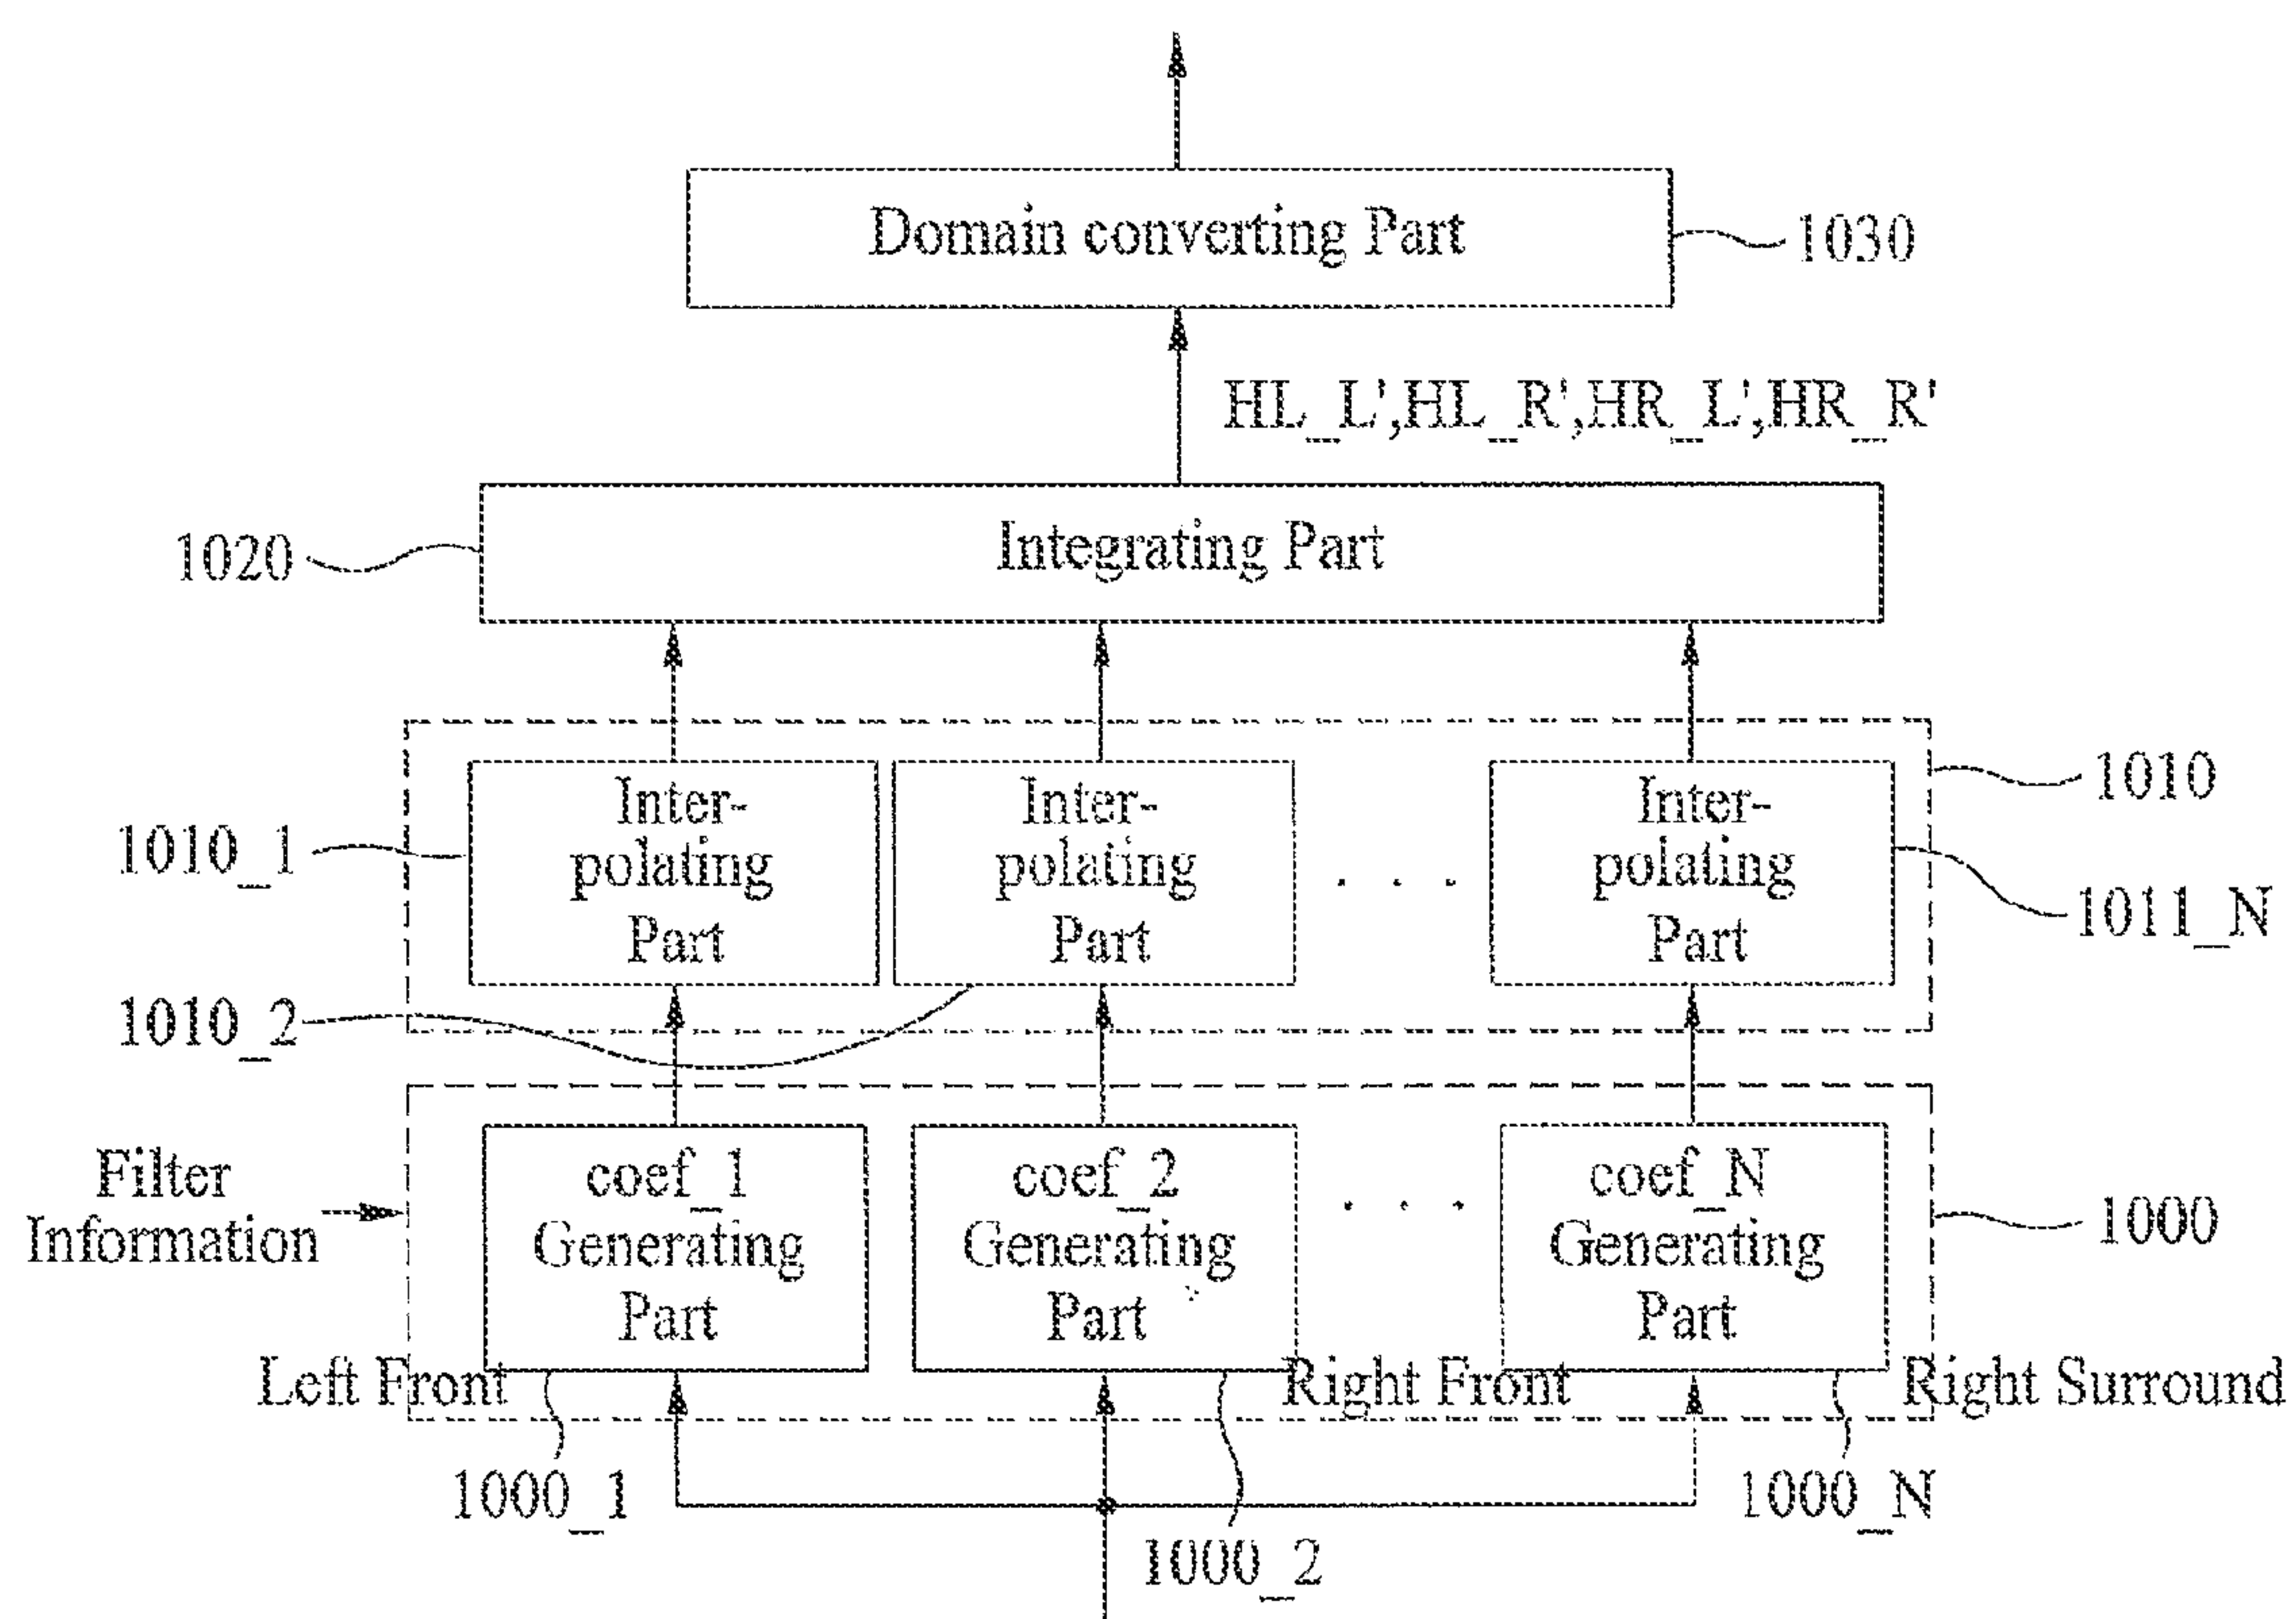 Domain converting Part
1030
HL_L',HL_R',HR_L',HR_R'
1020
Integrating Part
1010
Inter-
polating
Part
Inter-
polating
Part
. . .
Inter-
polating
Part
1010_1
1011_N
1010_2
Filter
Information
coef_1
Generating
Part
coef_2
Generating
Part
. . .
coef_N
Generating
Part
1000
Left Front
Right Front
Right Surround
1000_1
1000_2
1000_N